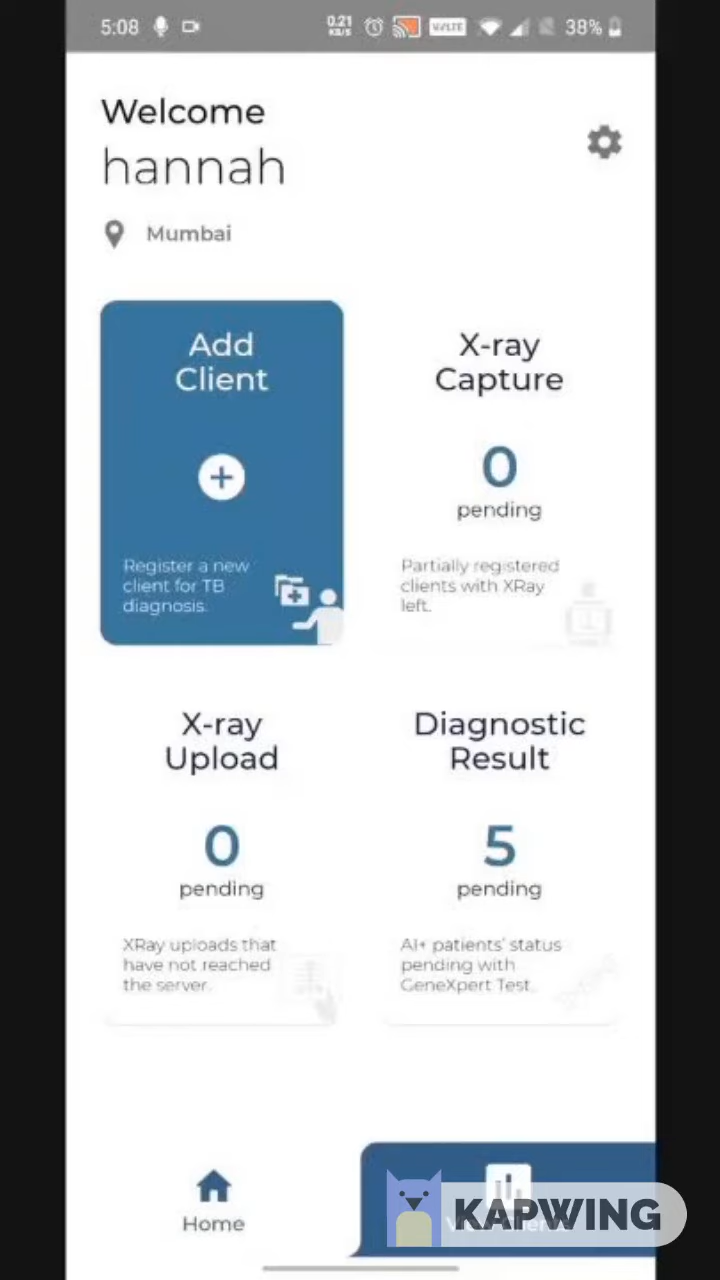 5:08
0.21
KB/S
VoLTE
38%
Welcome
hannah
Mumbai
Add
Client
Register a new
client for TB
diagnosis.
X-ray
Capture
0
pending
Partially registered
clients with XRay
left.
X-ray
Upload
0
pending
XRay uploads that
have not reached
the server.
Diagnostic
Result
5
pending
AI+ patients' status
pending with
GeneXpert Test.
Home
KAPWING